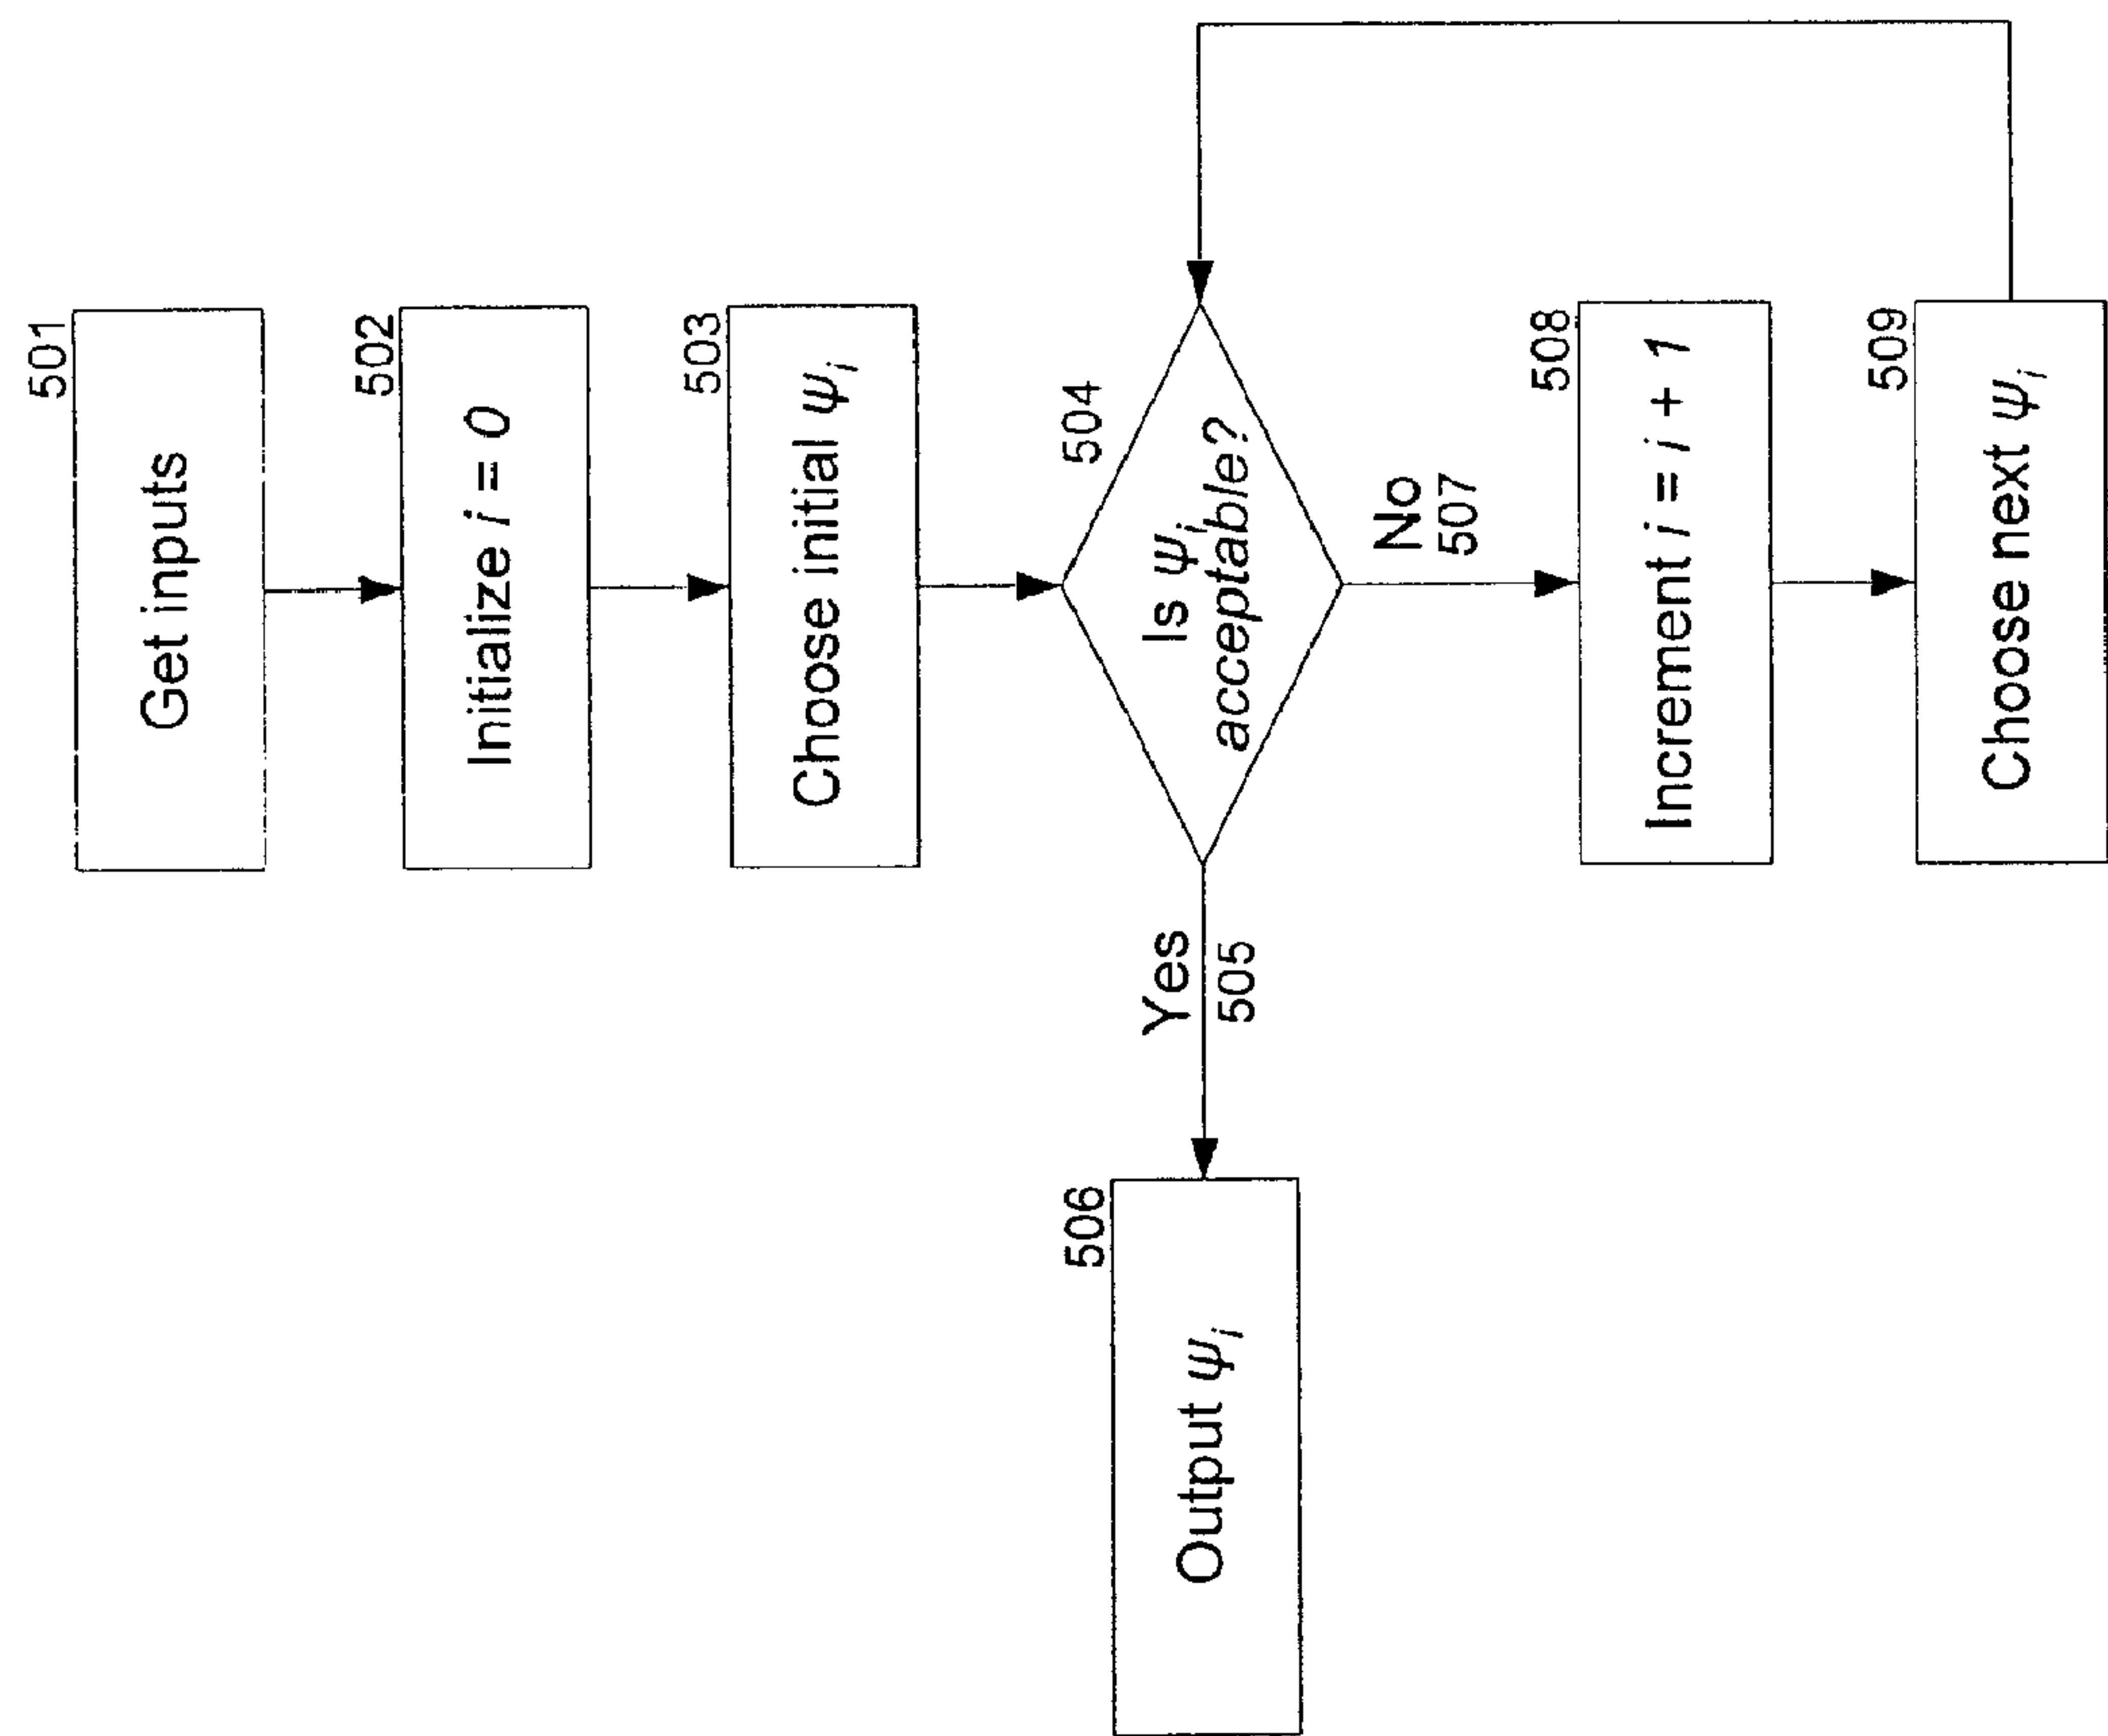 501
Get inputs
502
Initialize i = 0
503
Choose initial ψi
504
Is ψi
acceptable?
Yes
505
506
Output ψi
No
507
508
Increment i = i + 1
509
Choose next ψi